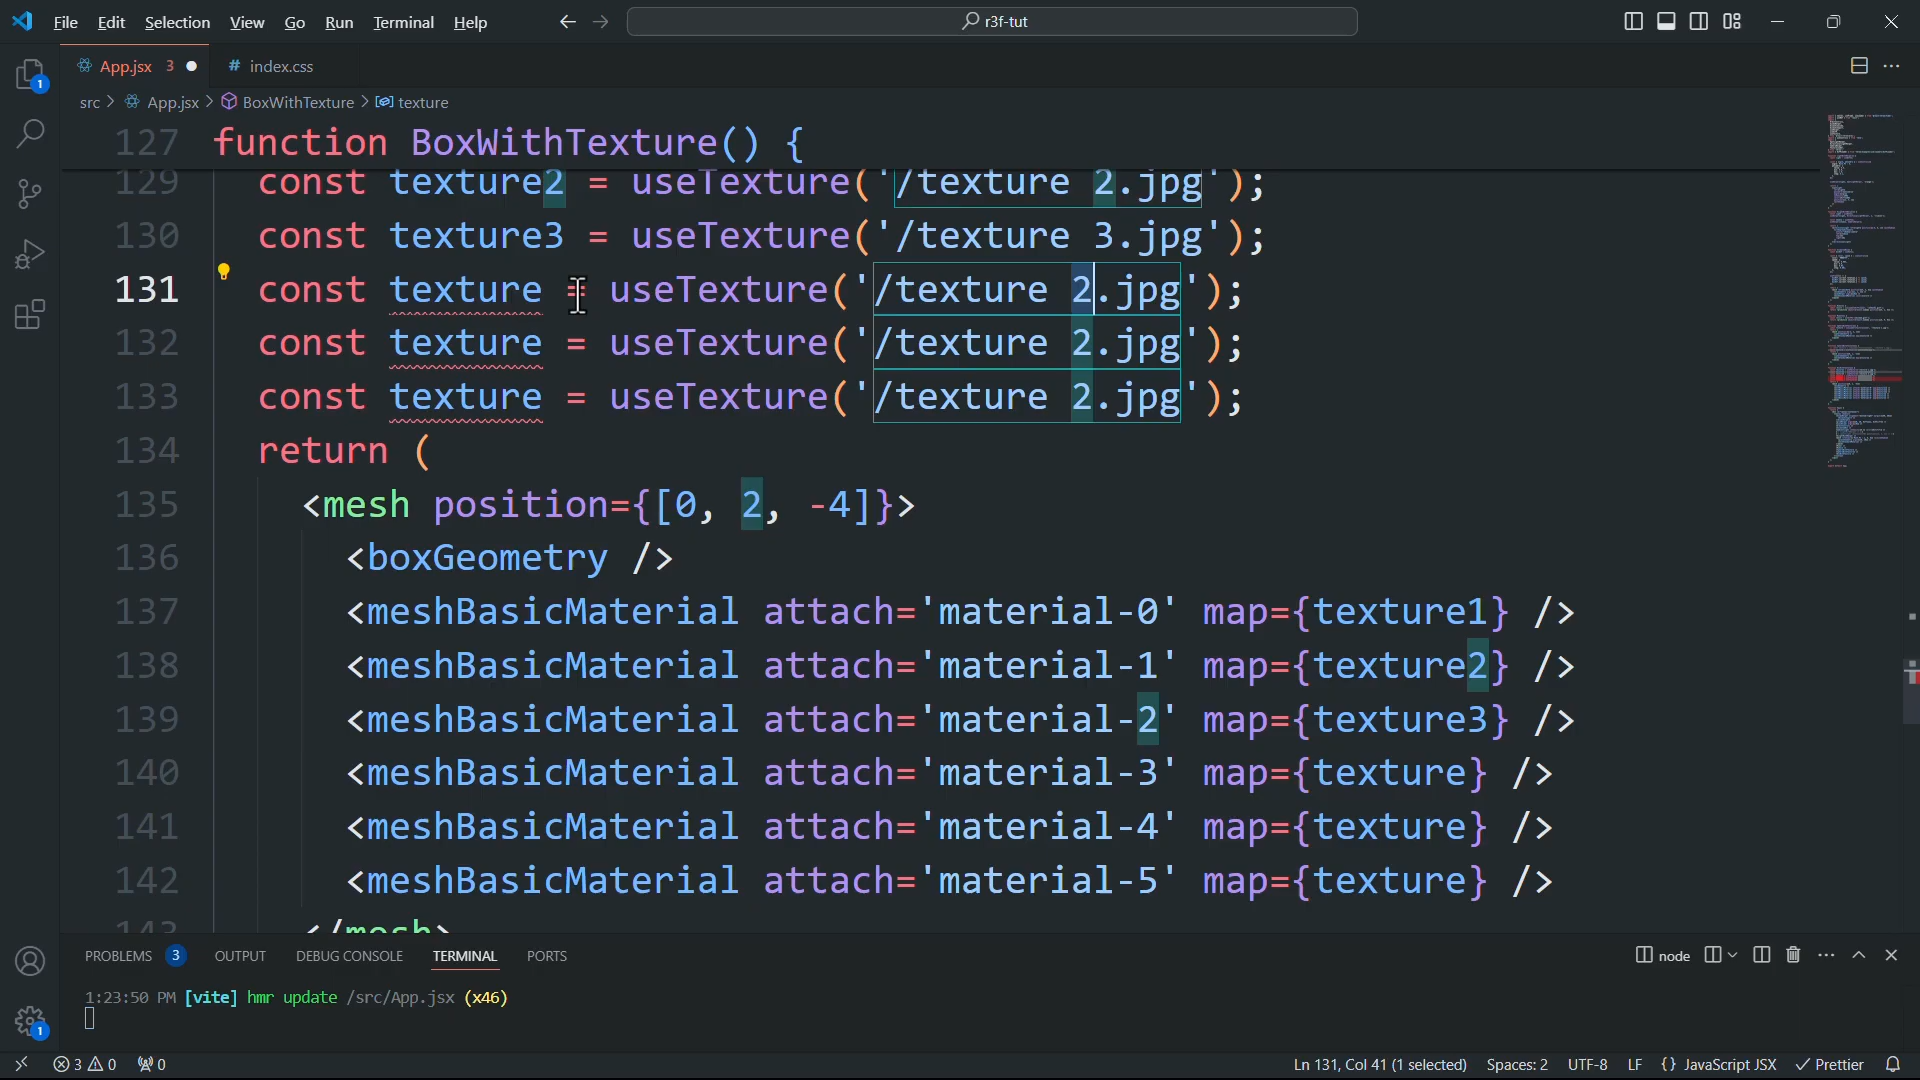 File Edit Selection View Go Run Terminal Help r3f-tut
App.jsx 3 # index.css
src > App.jsx > BoxWithTexture > texture
127 function BoxWithTexture() {
129 const texture2 = useTexture('/texture 2.jpg');
130 const texture3 = useTexture('/texture 3.jpg');
131 const texture = useTexture('/texture 2.jpg');
132 const texture = useTexture('/texture 2.jpg');
133 const texture = useTexture('/texture 2.jpg');
134 return (
135 <mesh position={[0, 2, -4]}>
136 <boxGeometry />
137 <meshBasicMaterial attach='material-0' map={texture1} />
138 <meshBasicMaterial attach='material-1' map={texture2} />
139 <meshBasicMaterial attach='material-2' map={texture3} />
140 <meshBasicMaterial attach='material-3' map={texture} />
141 <meshBasicMaterial attach='material-4' map={texture} />
142 <meshBasicMaterial attach='material-5' map={texture} />
143 </mesh>
PROBLEMS 3 OUTPUT DEBUG CONSOLE TERMINAL PORTS node
1:23:50 PM [vite] hmr update /src/App.jsx (x46)
3 0 0 Ln 131, Col 41 (1 selected) Spaces: 2 UTF-8 LF {} JavaScript JSX Prettier